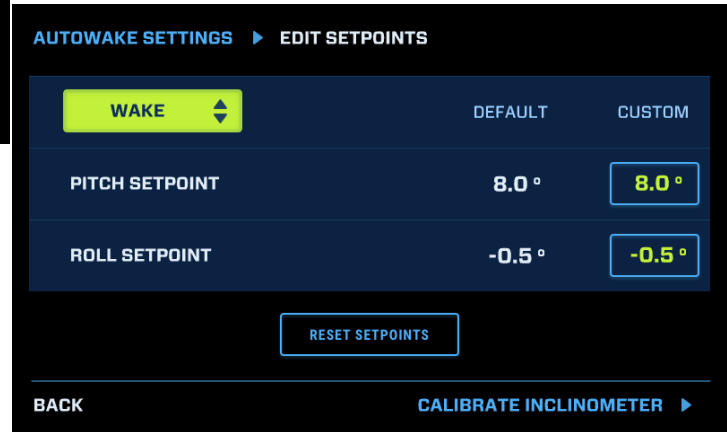 AUTOWAKE SETTINGS ▶ EDIT SETPOINTS
WAKE DEFAULT CUSTOM
PITCH SETPOINT 8.0 º 8.0 º
ROLL SETPOINT -0.5 º -0.5 º
RESET SETPOINTS
BACK CALIBRATE INCLINOMETER ▶